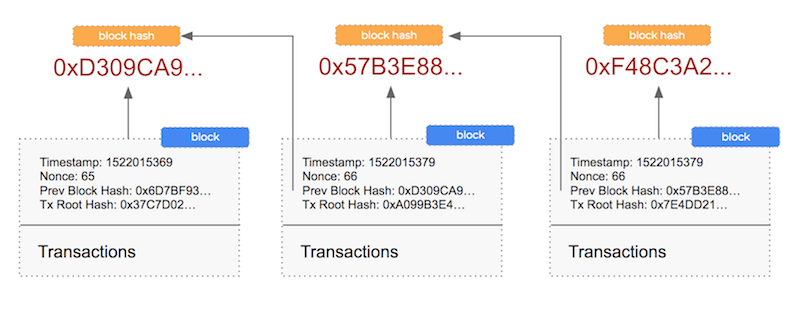 block hash
0xD309CA9...
block
Timestamp: 1522015369
Nonce: 65
Prev Block Hash: 0x6D7BF93...
Tx Root Hash: 0x37C7D02...
Transactions
block hash
0x57B3E88...
block
Timestamp: 1522015379
Nonce: 66
Prev Block Hash: 0xD309CA9...
Tx Root Hash: 0xA099B3E4...
Transactions
block hash
0xF48C3A2...
block
Timestamp: 1522015379
Nonce: 66
Prev Block Hash: 0x57B3E88...
Tx Root Hash: 0x7E4DD21...
Transactions